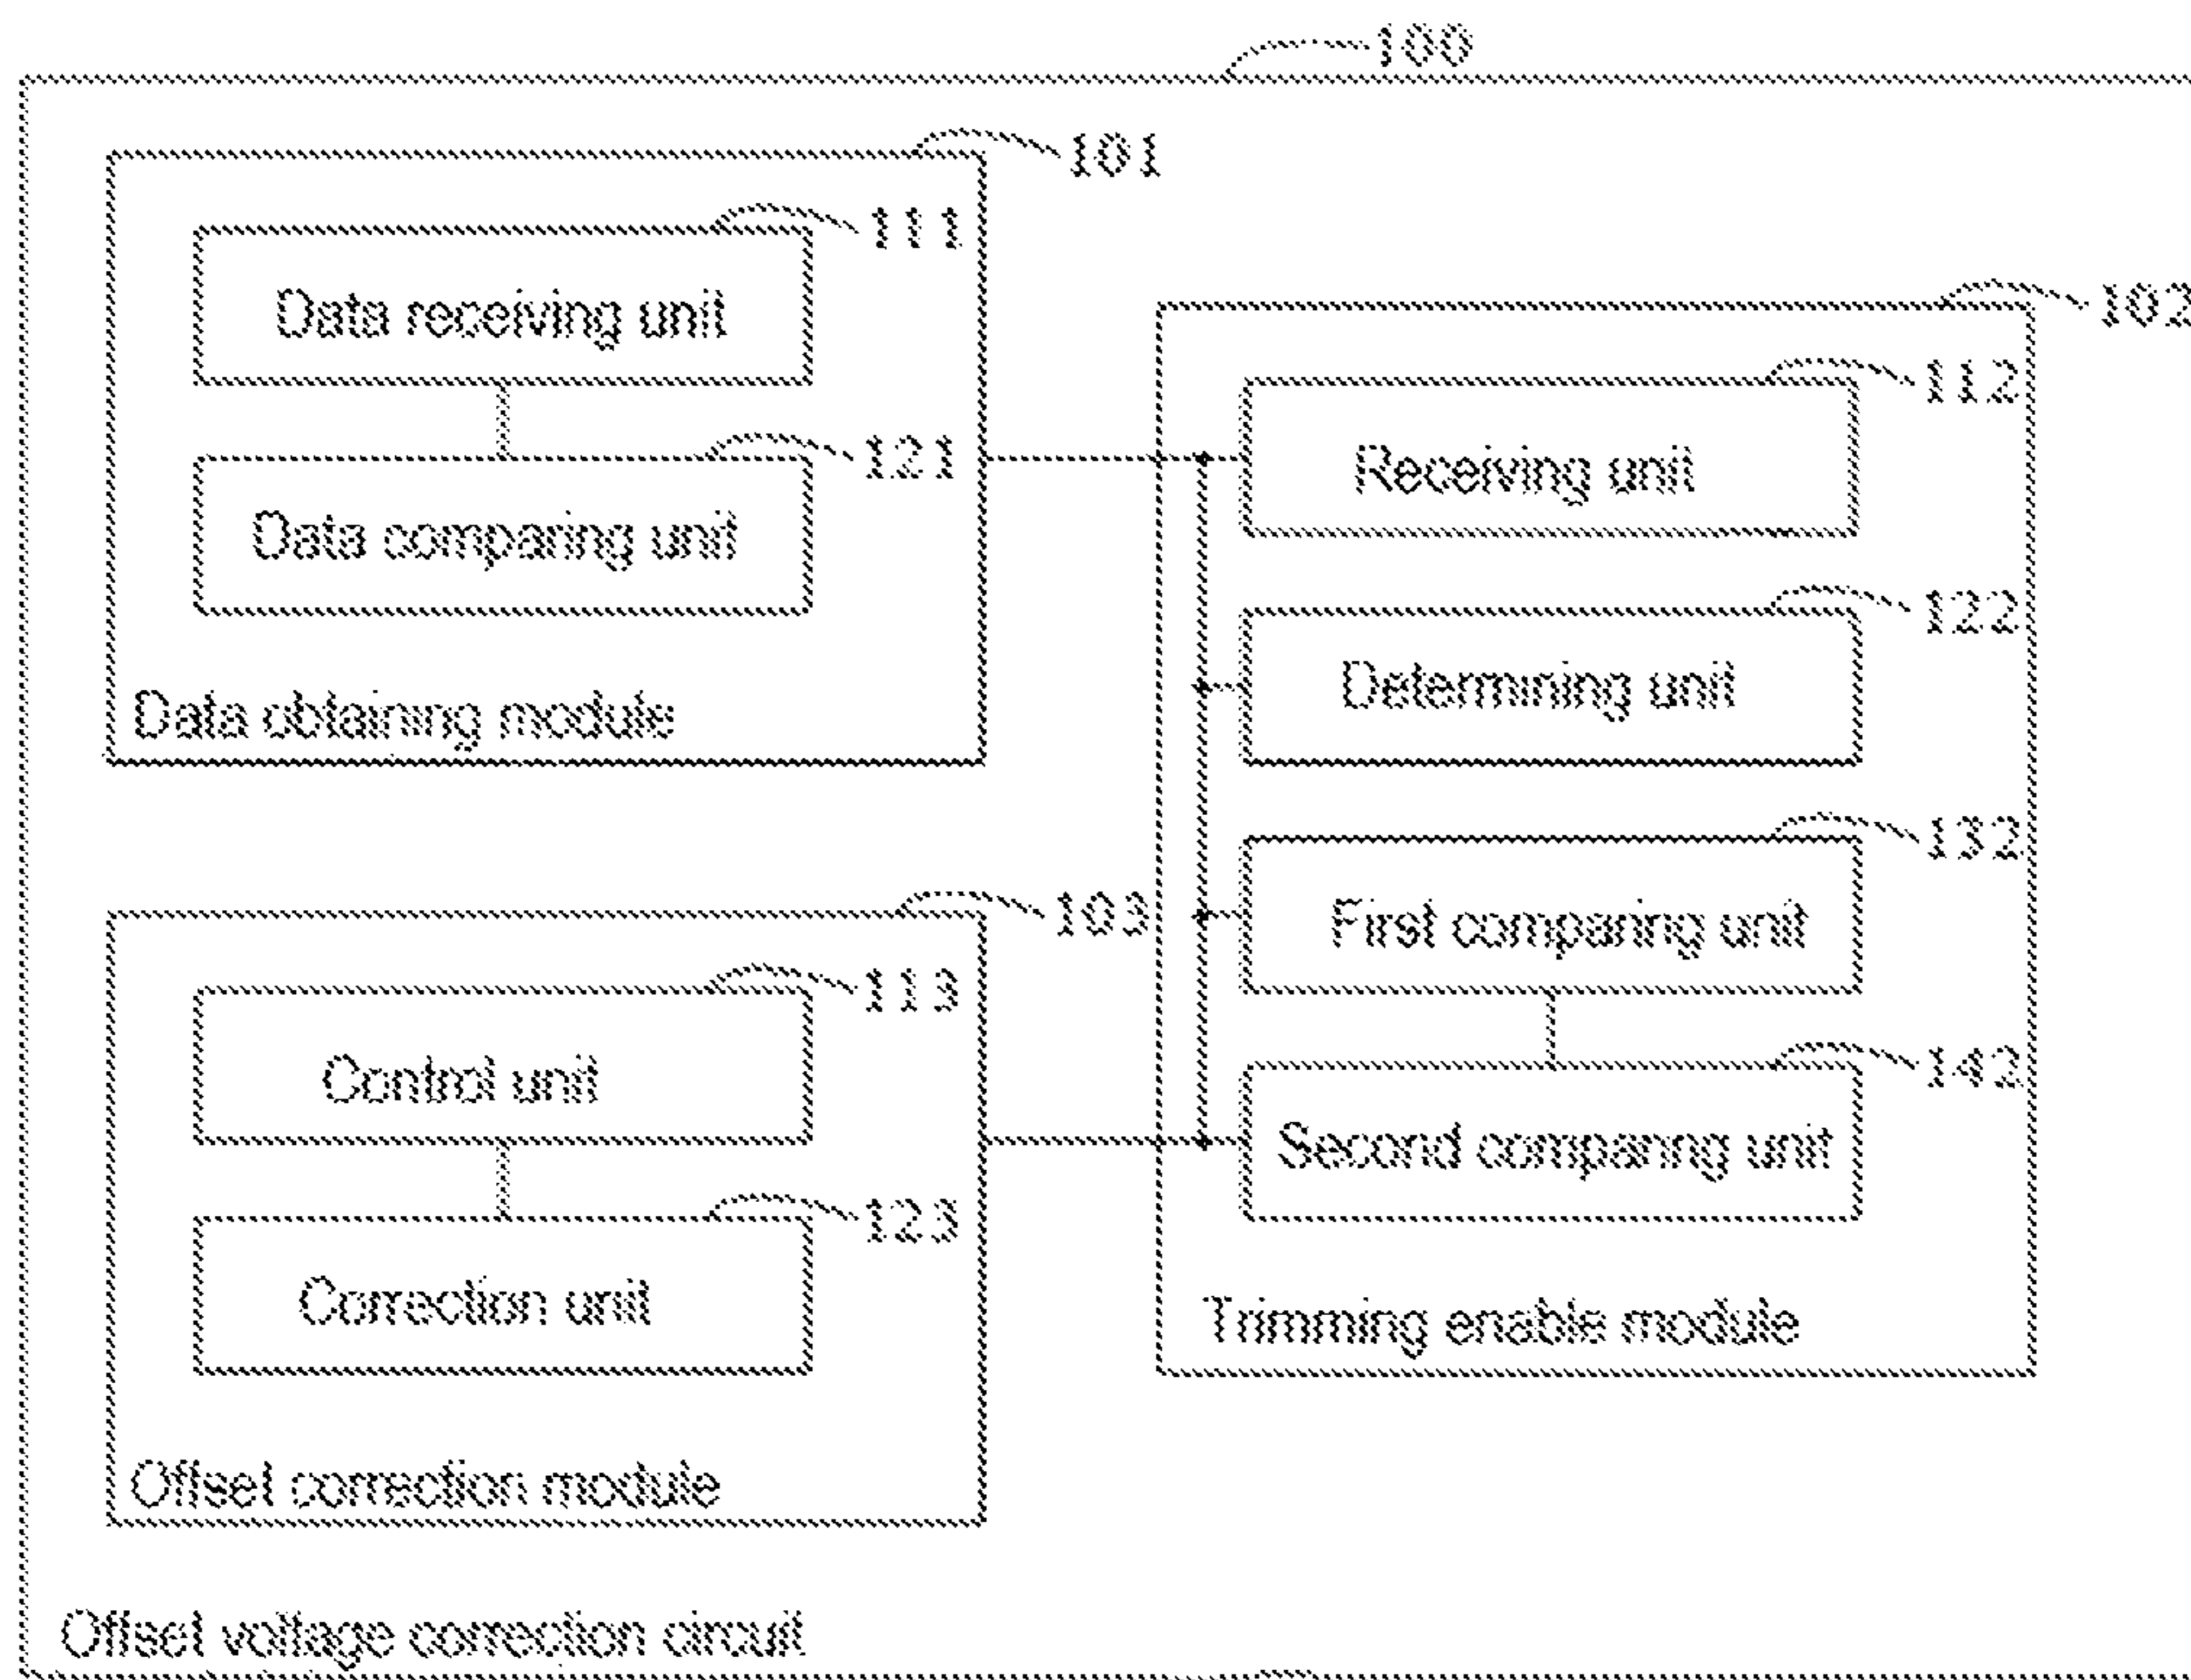 100
101
111
Data receiving unit
121
Data comparing unit
Data obtaining module
102
112
Receiving unit
122
Determining unit
132
First comparing unit
142
Second comparing unit
Trimming enable module
103
113
Control unit
123
Correction unit
Offset correction module
Offset voltage correction circuit